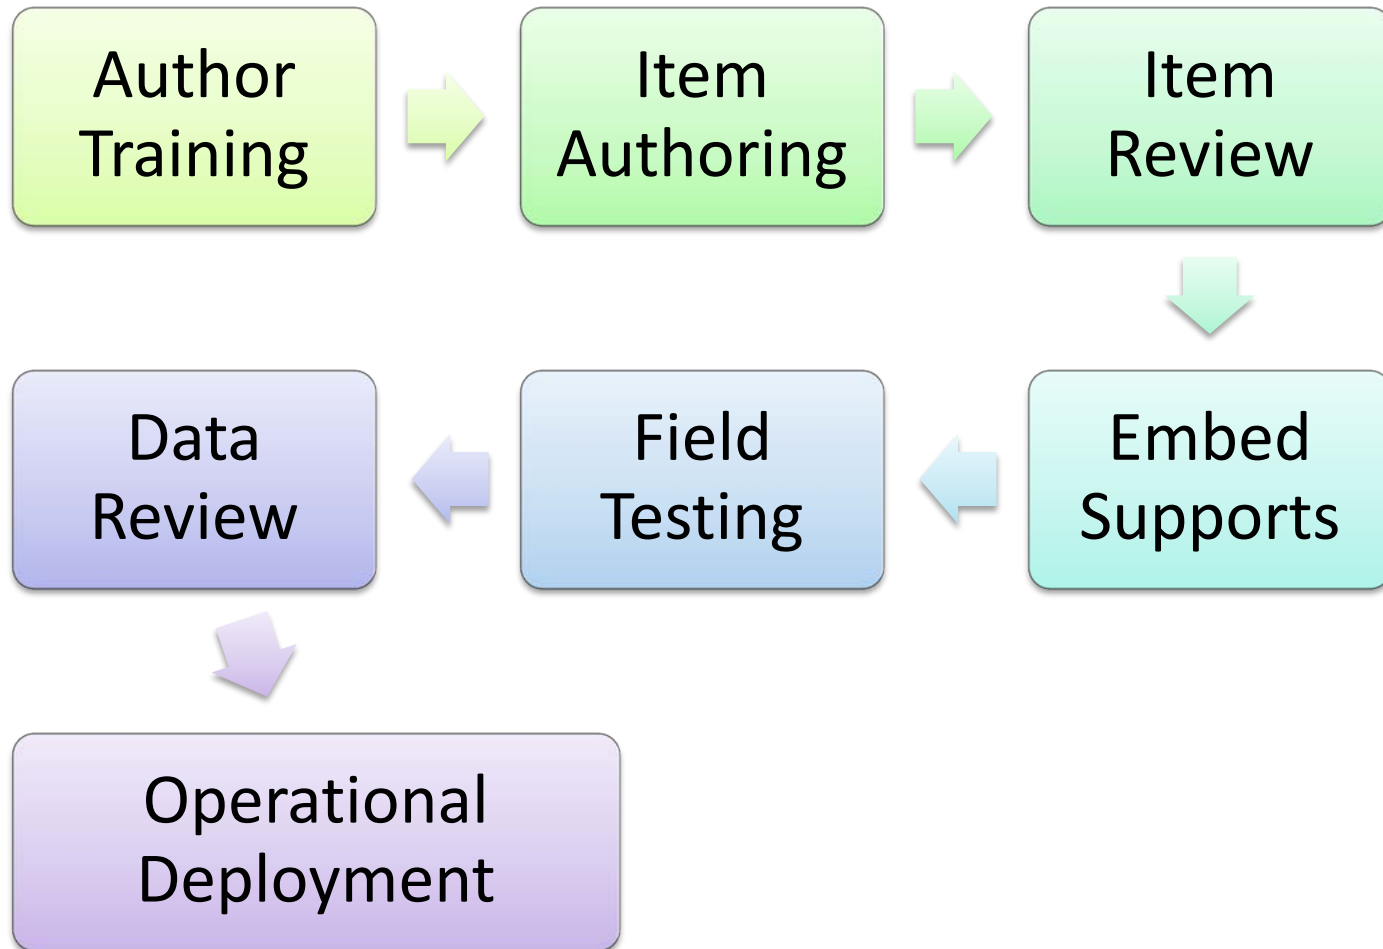 Author
Training
Item
Authoring
Item
Review
Embed
Supports
Field
Testing
Data
Review
Operational
Deployment